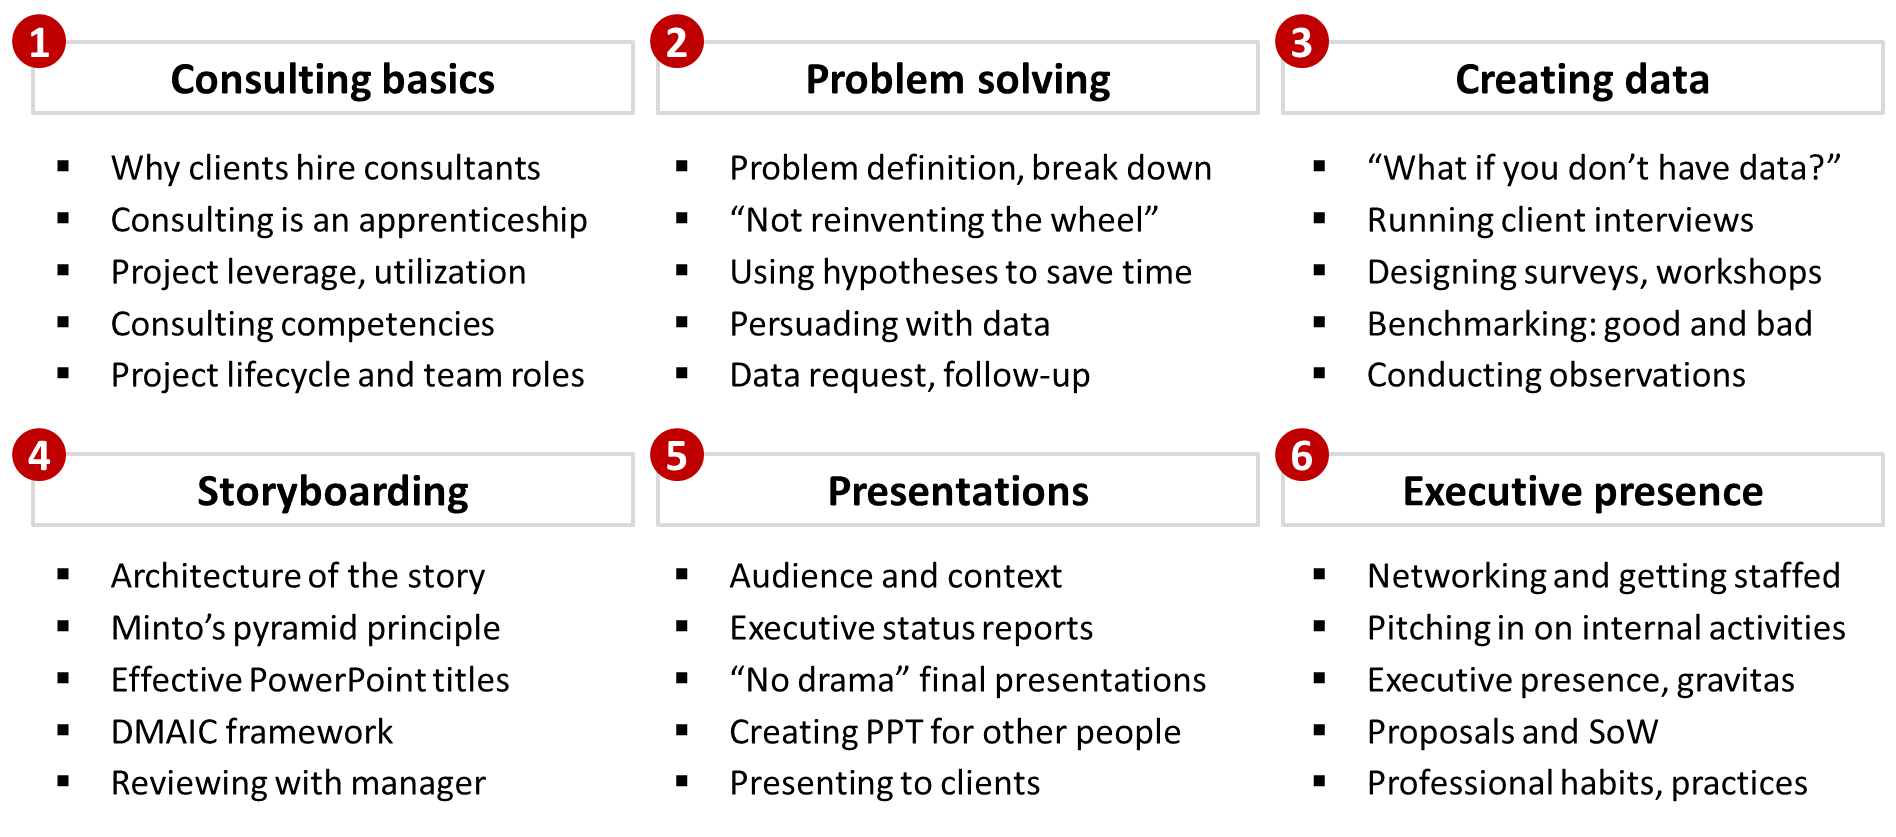 1
Consulting basics
▪ Why clients hire consultants
▪ Consulting is an apprenticeship
▪ Project leverage, utilization
▪ Consulting competencies
▪ Project lifecycle and team roles
2
Problem solving
▪ Problem definition, break down
▪ “Not reinventing the wheel”
▪ Using hypotheses to save time
▪ Persuading with data
▪ Data request, follow-up
3
Creating data
▪ “What if you don’t have data?”
▪ Running client interviews
▪ Designing surveys, workshops
▪ Benchmarking: good and bad
▪ Conducting observations
4
Storyboarding
▪ Architecture of the story
▪ Minto’s pyramid principle
▪ Effective PowerPoint titles
▪ DMAIC framework
▪ Reviewing with manager
5
Presentations
▪ Audience and context
▪ Executive status reports
▪ “No drama” final presentations
▪ Creating PPT for other people
▪ Presenting to clients
6
Executive presence
▪ Networking and getting staffed
▪ Pitching in on internal activities
▪ Executive presence, gravitas
▪ Proposals and SoW
▪ Professional habits, practices